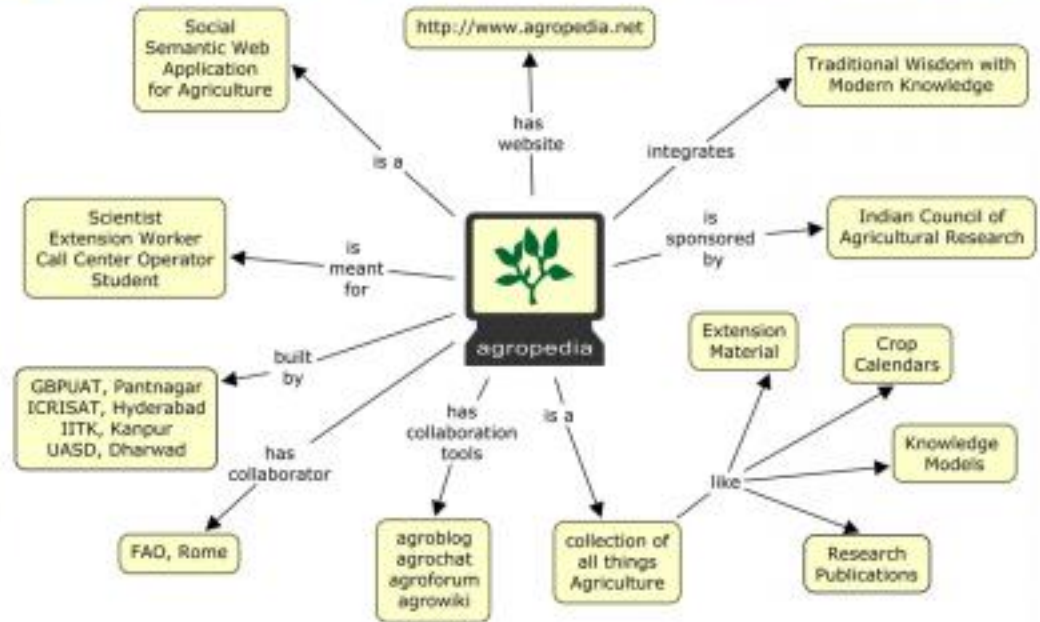 Social
Semantic Web
Application
for Agriculture
http://www.agropedia.net
Traditional Wisdom with
Modern Knowledge
is a
has
website
integrates
Scientist
Extension Worker
Call Center Operator
Student
is
meant
for
is
sponsored
by
Indian Council of
Agricultural Research
agropedia
Extension
Material
Crop
Calendars
built
by
GBPUAT, Pantnagar
ICRISAT, Hyderabad
IITK, Kanpur
UASD, Dharwad
has
collaborator
has
collaboration
tools
is a
like
Knowledge
Models
FAO, Rome
agroblog
agrochat
agroforum
agrowiki
collection of
all things
Agriculture
Research
Publications